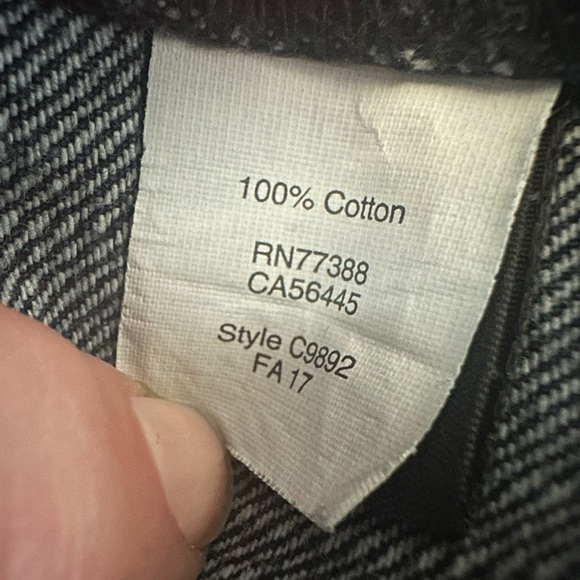 100% Cotton
RN77388
CA56445
Style C9892
FA 17